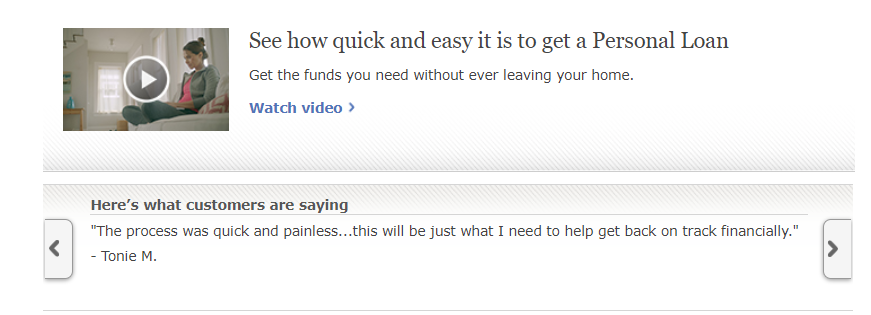 See how quick and easy it is to get a Personal Loan
Get the funds you need without ever leaving your home.
Watch video
Here’s what customers are saying
"The process was quick and painless...this will be just what I need to help get back on track financially."
- Tonie M.